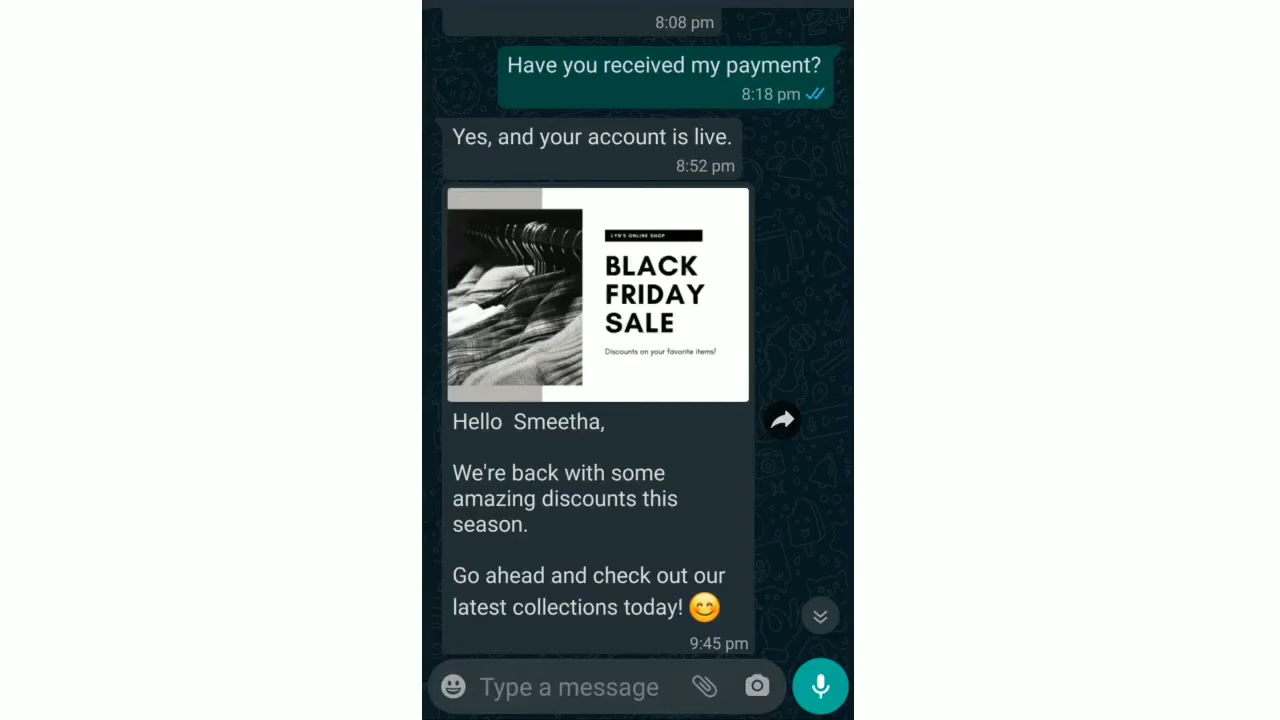 8:08 pm
Have you received my payment?
8:18 pm
Yes, and your account is live.
8:52 pm
LYN'S ONLINE SHOP
BLACK
FRIDAY
SALE
Discounts on your favorite items!
Hello Smeetha,
We're back with some
amazing discounts this
season.
Go ahead and check out our
latest collections today! 😊
9:45 pm
Type a message